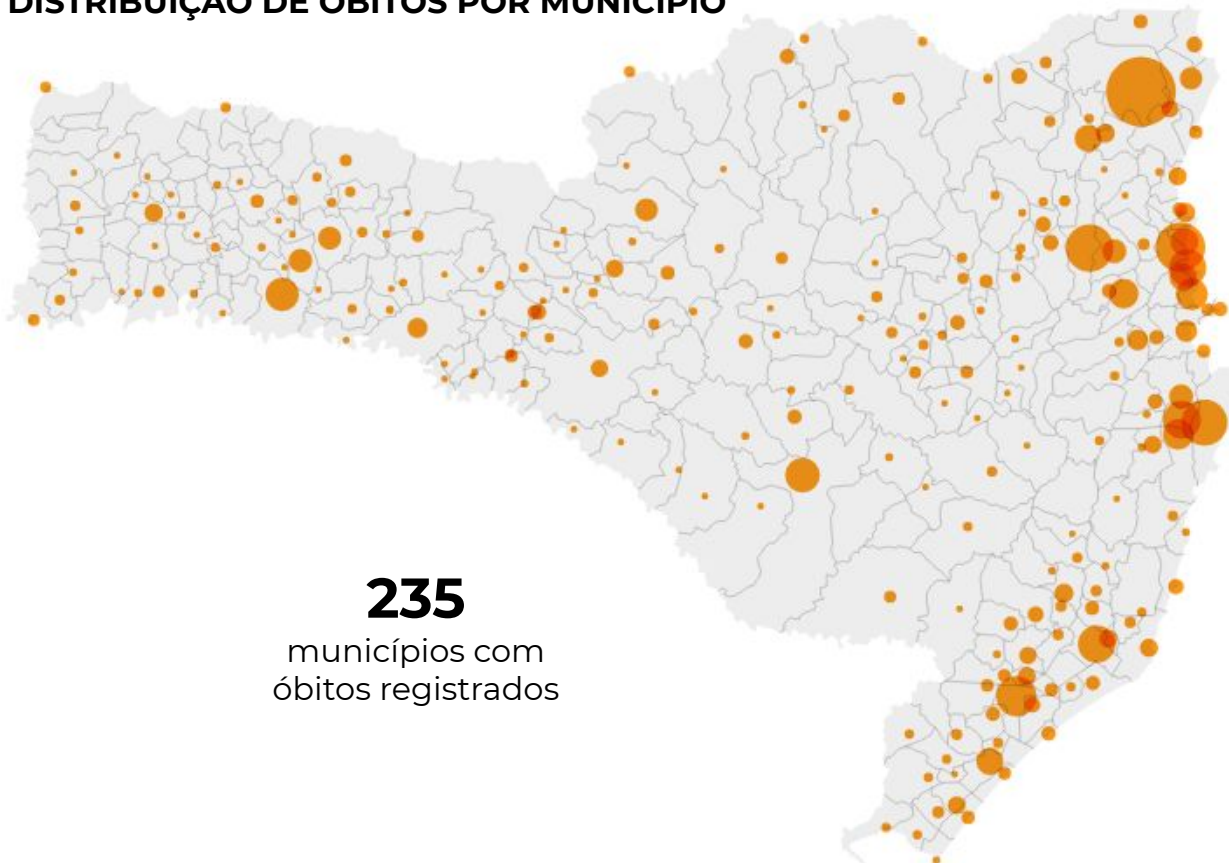 DISTRIBUIÇÃO DE ÓBITOS POR MUNICÍPIO
235
municípios com
óbitos registrados